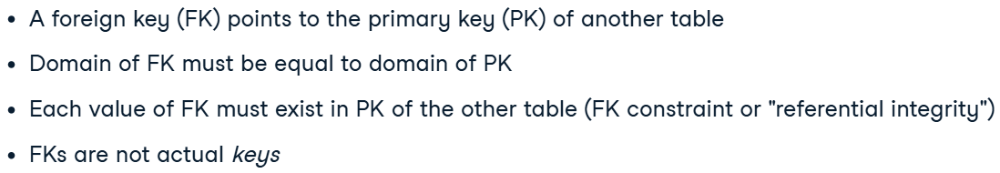 • A foreign key (FK) points to the primary key (PK) of another table
• Domain of FK must be equal to domain of PK
• Each value of FK must exist in PK of the other table (FK constraint or "referential integrity")
• FKs are not actual keys